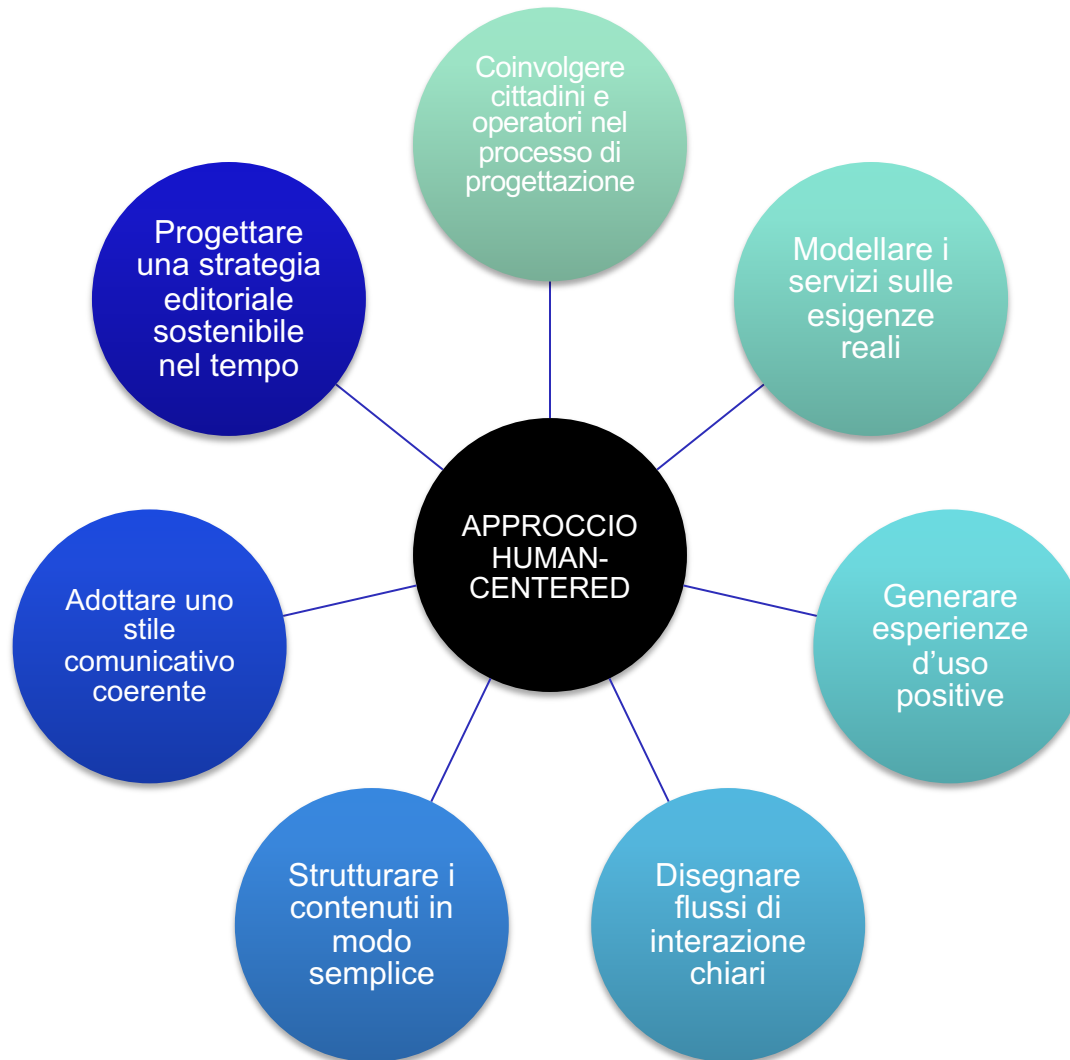 Coinvolgere
cittadini e
operatori nel
processo di
progettazione
Modellare i
servizi sulle
esigenze
reali
Generare
esperienze
d’uso
positive
Disegnare
flussi di
interazione
chiari
Strutturare i
contenuti in
modo
semplice
Adottare uno
stile
comunicativo
coerente
Progettare
una strategia
editoriale
sostenibile
nel tempo
APPROCCIO
HUMAN-
CENTERED